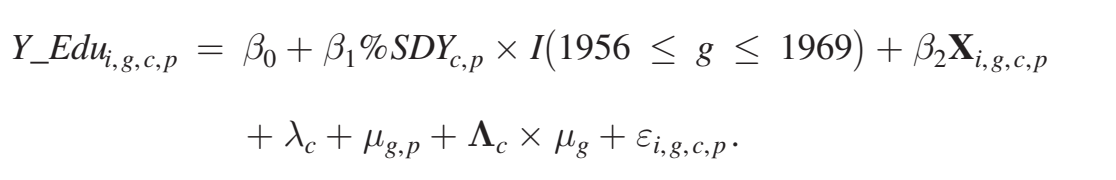 Y_Edu_{i,g,c,p} = β_0 + β_1%SDY_{c,p} × I(1956 ≤ g ≤ 1969) + β_2X_{i,g,c,p}
+ λ_c + μ_{g,p} + Λ_c × μ_g + ε_{i,g,c,p}.